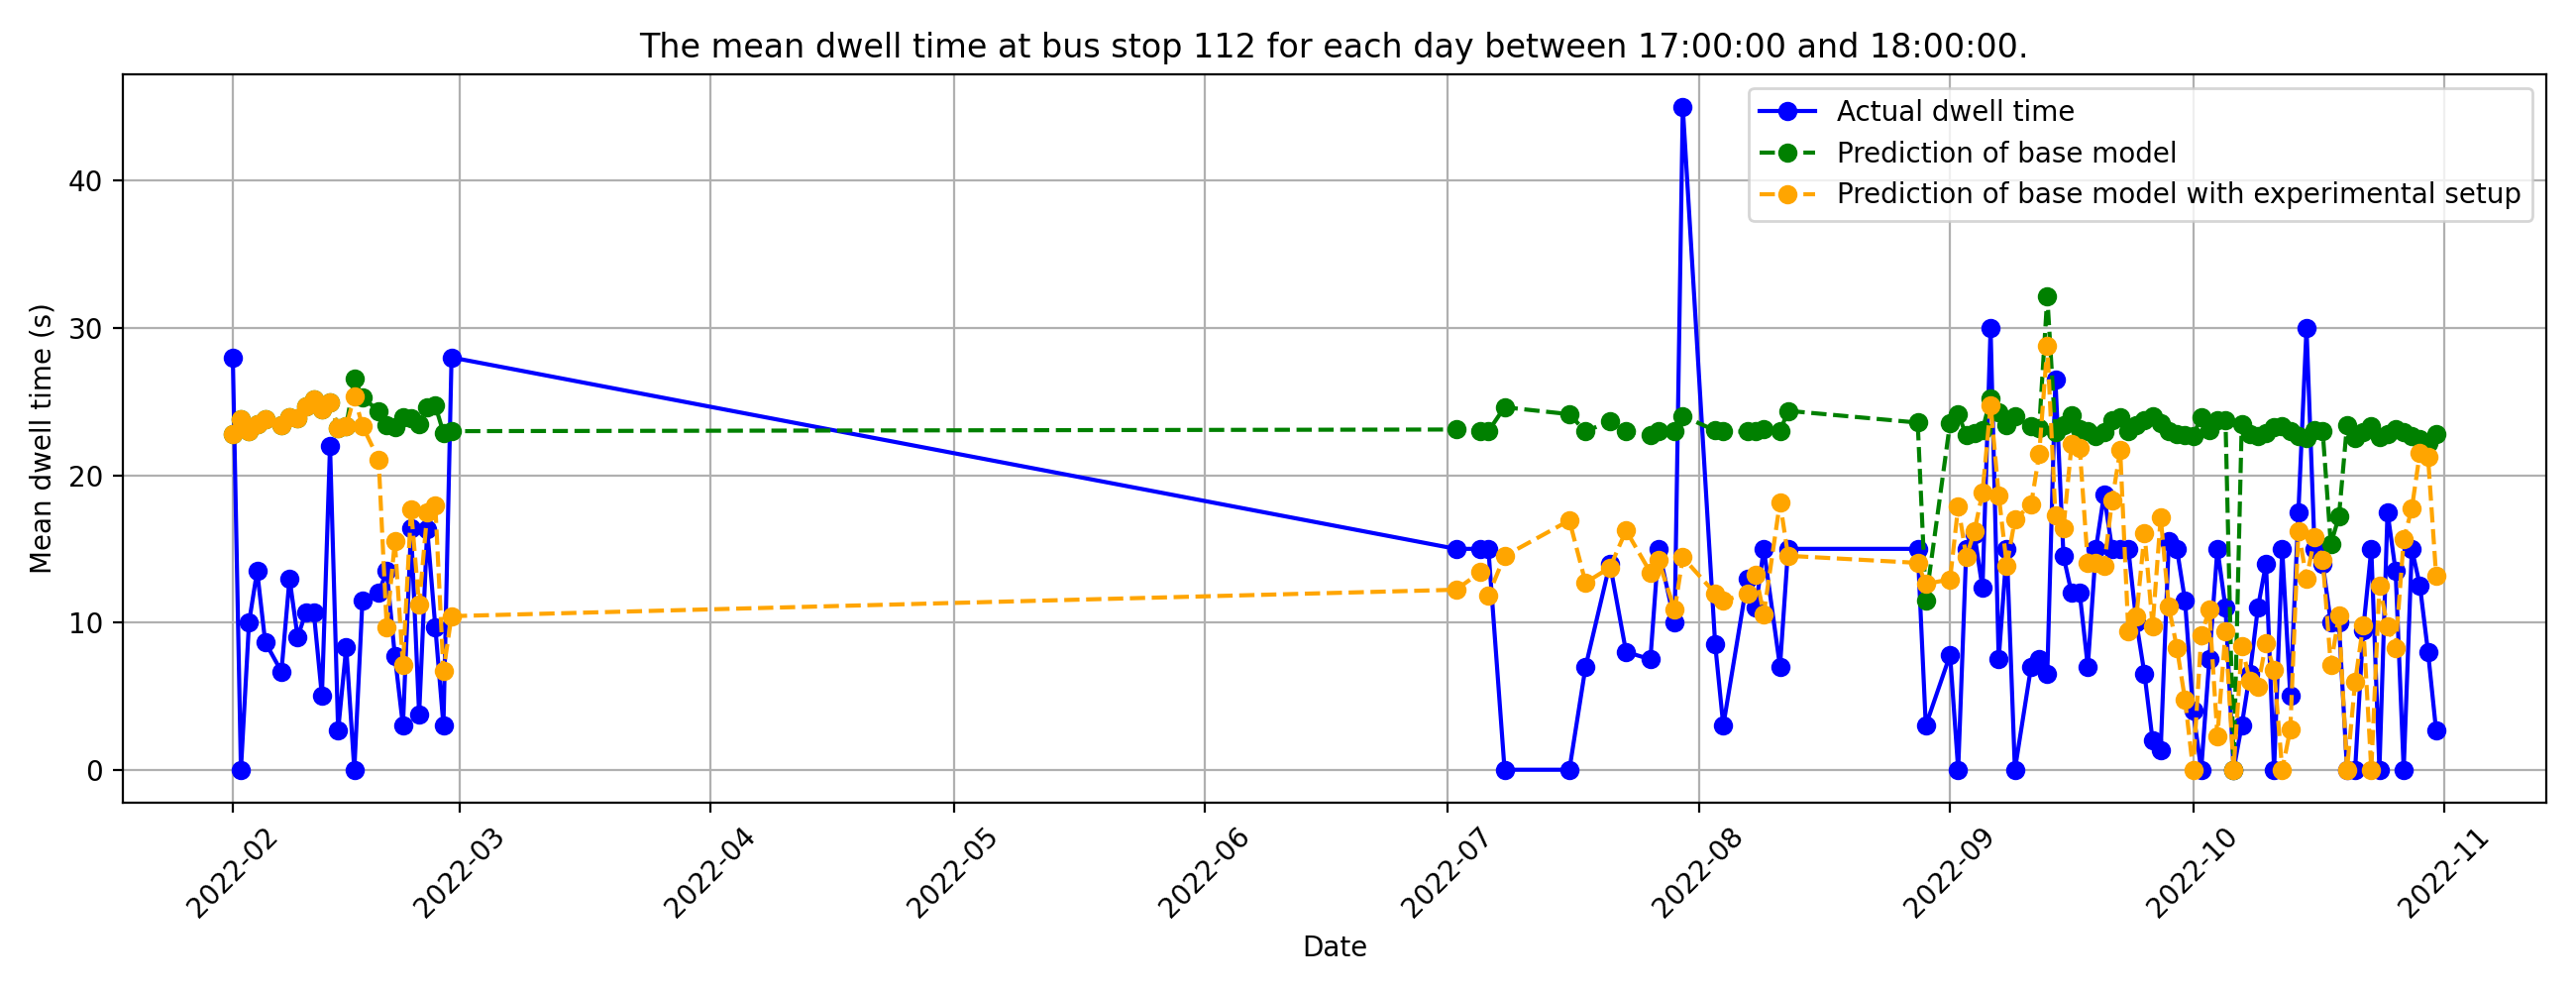 The mean dwell time at bus stop 112 for each day between 17:00:00 and 18:00:00.
Actual dwell time
Prediction of base model
Prediction of base model with experimental setup
Mean dwell time (s)
40
30
20
10
0
2022-02
2022-03
2022-04
2022-05
2022-06
2022-07
2022-08
2022-09
2022-10
2022-11
Date